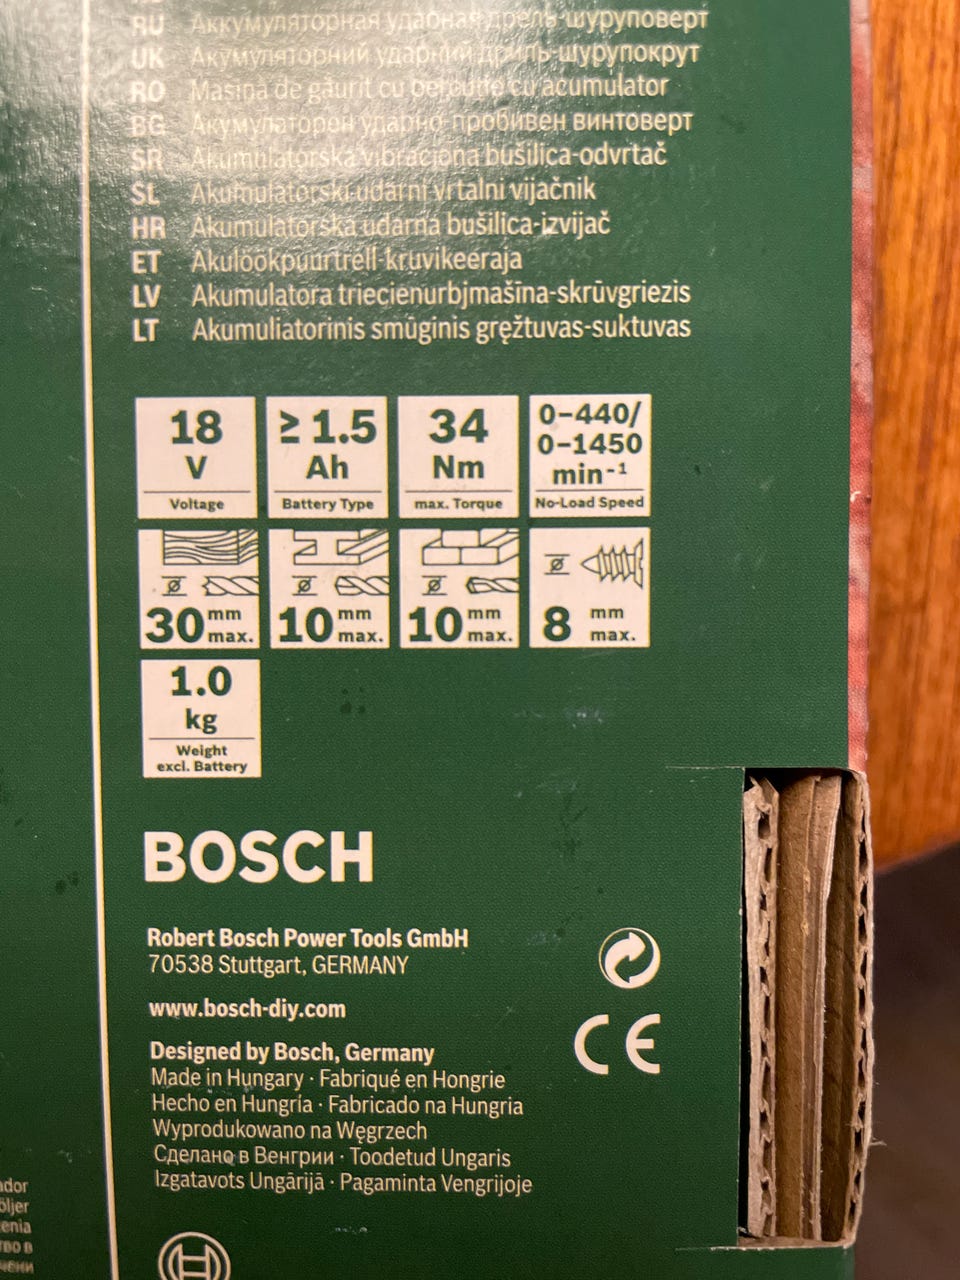 RU Аккумуляторная ударная дрель-шуруповерт
UK Акумуляторний ударний дриль-шурупокрут
RO Maşină de găurit cu percuţie cu acumulator
BG Акумулаторен ударно-пробивен винтоверт
SR Akumulatorska vibraciona bušilica-odvrtač
SL Akumulatorski udarni vrtalni vijačnik
HR Akumulatorska udarna bušilica-izvijač
ET Akulöökpuurtrell-kruvikeeraja
LV Akumulatora triecienurbjmašīna-skrūvgriezis
LT Akumuliatorinis smūginis gręžtuvas-suktuvas
18 ≥ 1.5 34 0–440/
0–1450
V Ah Nm min⁻¹
Voltage Battery Type max. Torque No-Load Speed
ø ø ø ø
30 mm max. 10 mm max. 10 mm max. 8 mm max.
1.0
kg
Weight
excl. Battery
BOSCH
Robert Bosch Power Tools GmbH
70538 Stuttgart, GERMANY
www.bosch-diy.com
CE
Designed by Bosch, Germany
Made in Hungary · Fabriqué en Hongrie
Hecho en Hungría · Fabricado na Hungria
Wyprodukowano na Węgrzech
Сделано в Венгрии · Toodetud Ungaris
Izgatavots Ungārijā · Pagaminta Vengrijoje